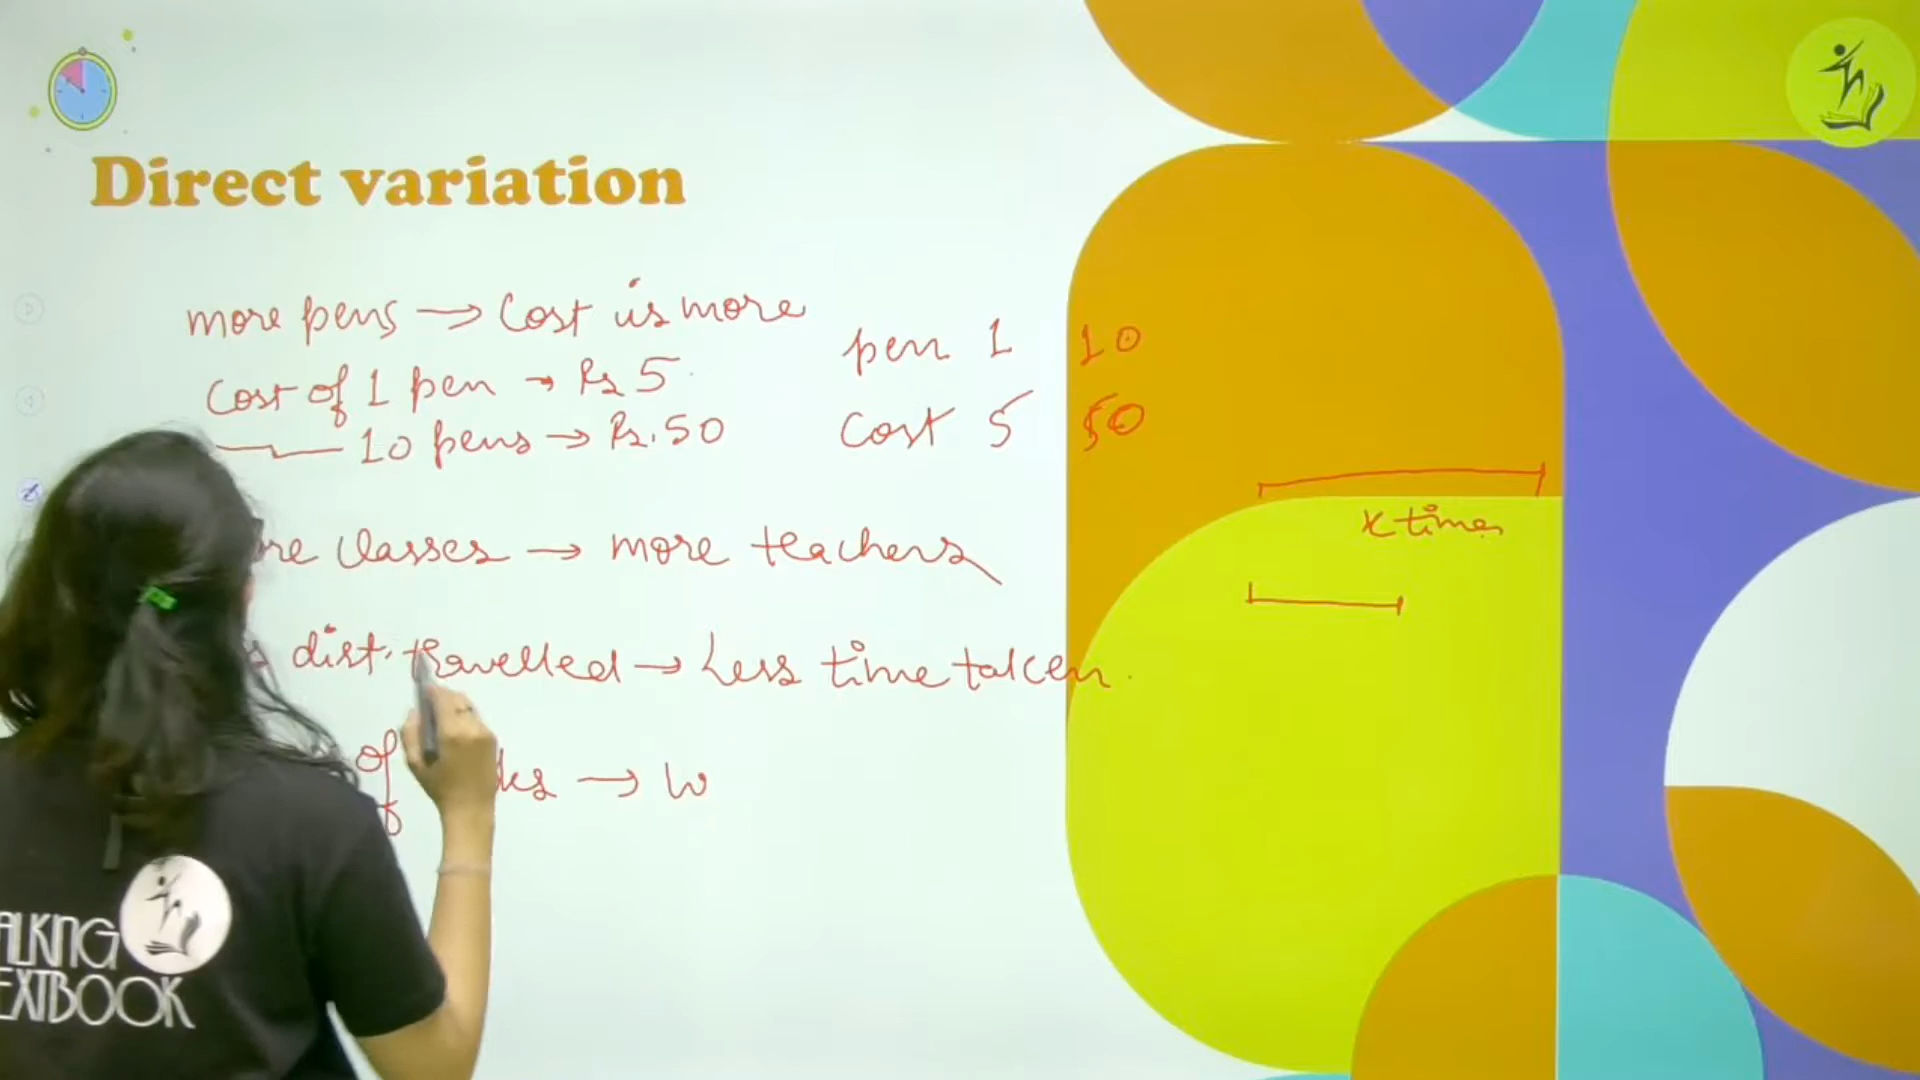 Direct variation
more pens → Cost is more
Cost of 1 pen → Rs 5
10 pens → Rs. 50
pen 1 10
Cost 5 50
x times
classes → more teachers
dist. travelled → Less time taken.
of → w
ALKING
EXTBOOK